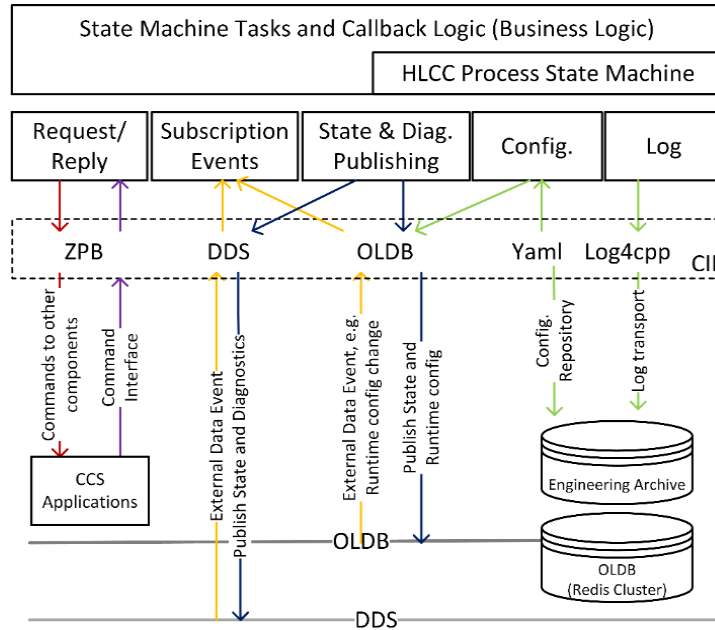 State Machine Tasks and Callback Logic (Business Logic)
HLCC Process State Machine
Request/
Reply
Subscription
Events
State & Diag.
Publishing
Config.
Log
ZPB
DDS
OLDB
Yaml
Log4cpp
CII
Commands to other
components
Command
Interface
External Data Event
Publish State and Diagnostics
External Data Event, e.g.
Runtime config change
Publish State and
Runtime config
Config.
Repository
Log transport
CCS
Applications
Engineering Archive
OLDB
OLDB
(Redis Cluster)
DDS